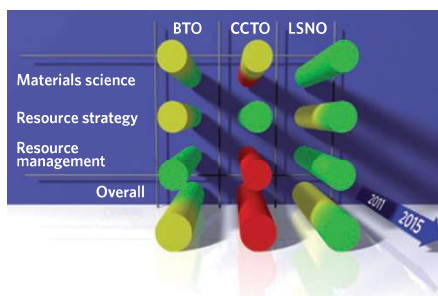 BTO CCTO LSNO
Materials science
Resource strategy
Resource
management
Overall
2011 2015